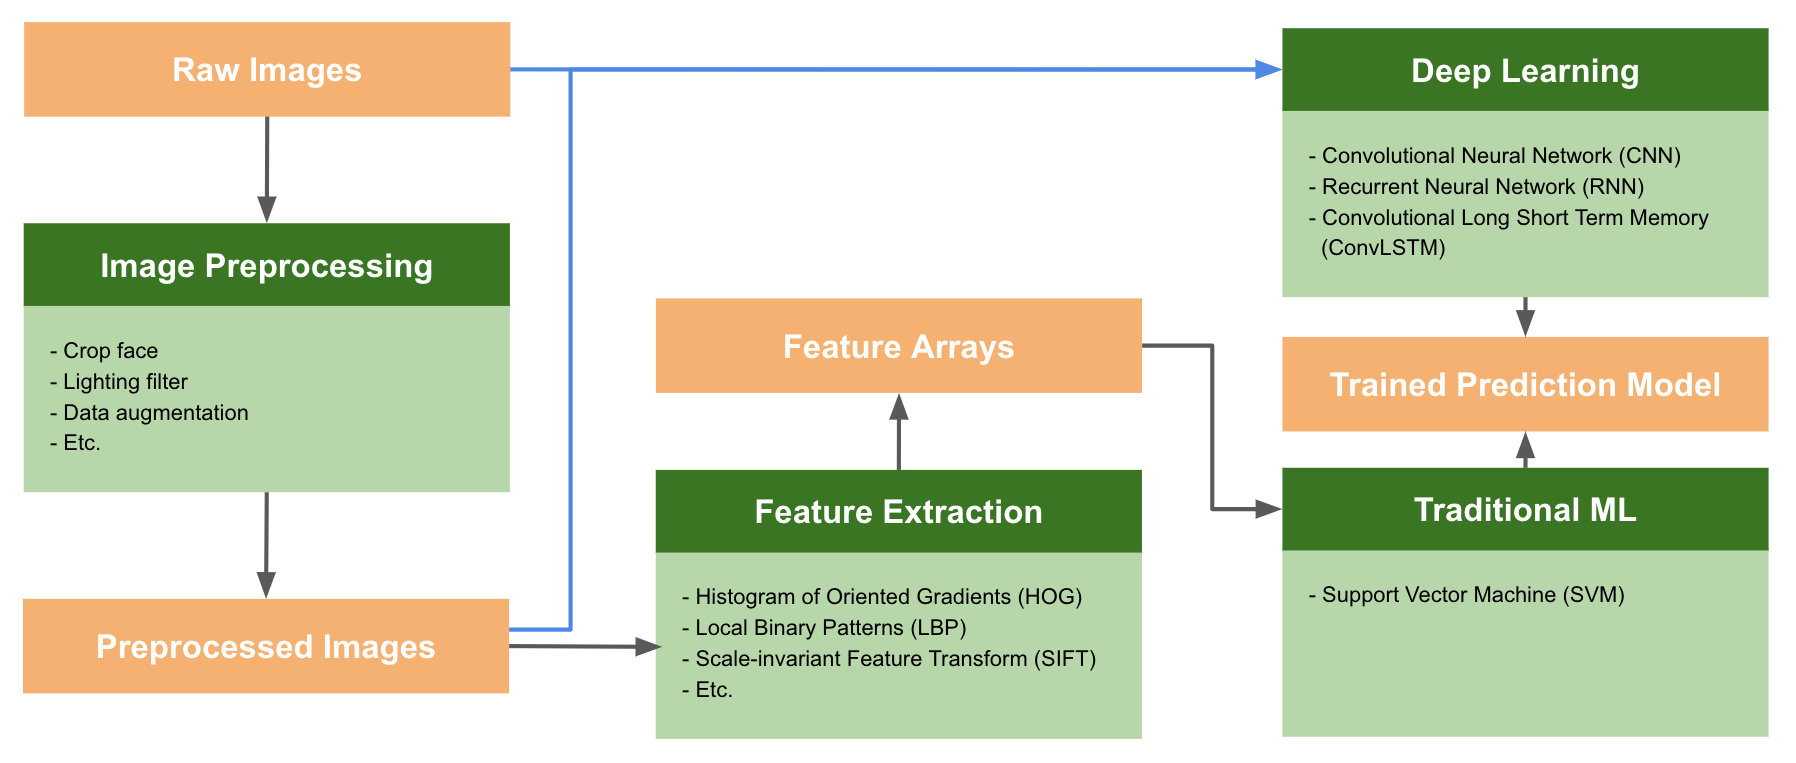 Raw Images
Image Preprocessing
- Crop face
- Lighting filter
- Data augmentation
- Etc.
Preprocessed Images
Feature Arrays
Feature Extraction
- Histogram of Oriented Gradients (HOG)
- Local Binary Patterns (LBP)
- Scale-invariant Feature Transform (SIFT)
- Etc.
Deep Learning
- Convolutional Neural Network (CNN)
- Recurrent Neural Network (RNN)
- Convolutional Long Short Term Memory
(ConvLSTM)
Trained Prediction Model
Traditional ML
- Support Vector Machine (SVM)